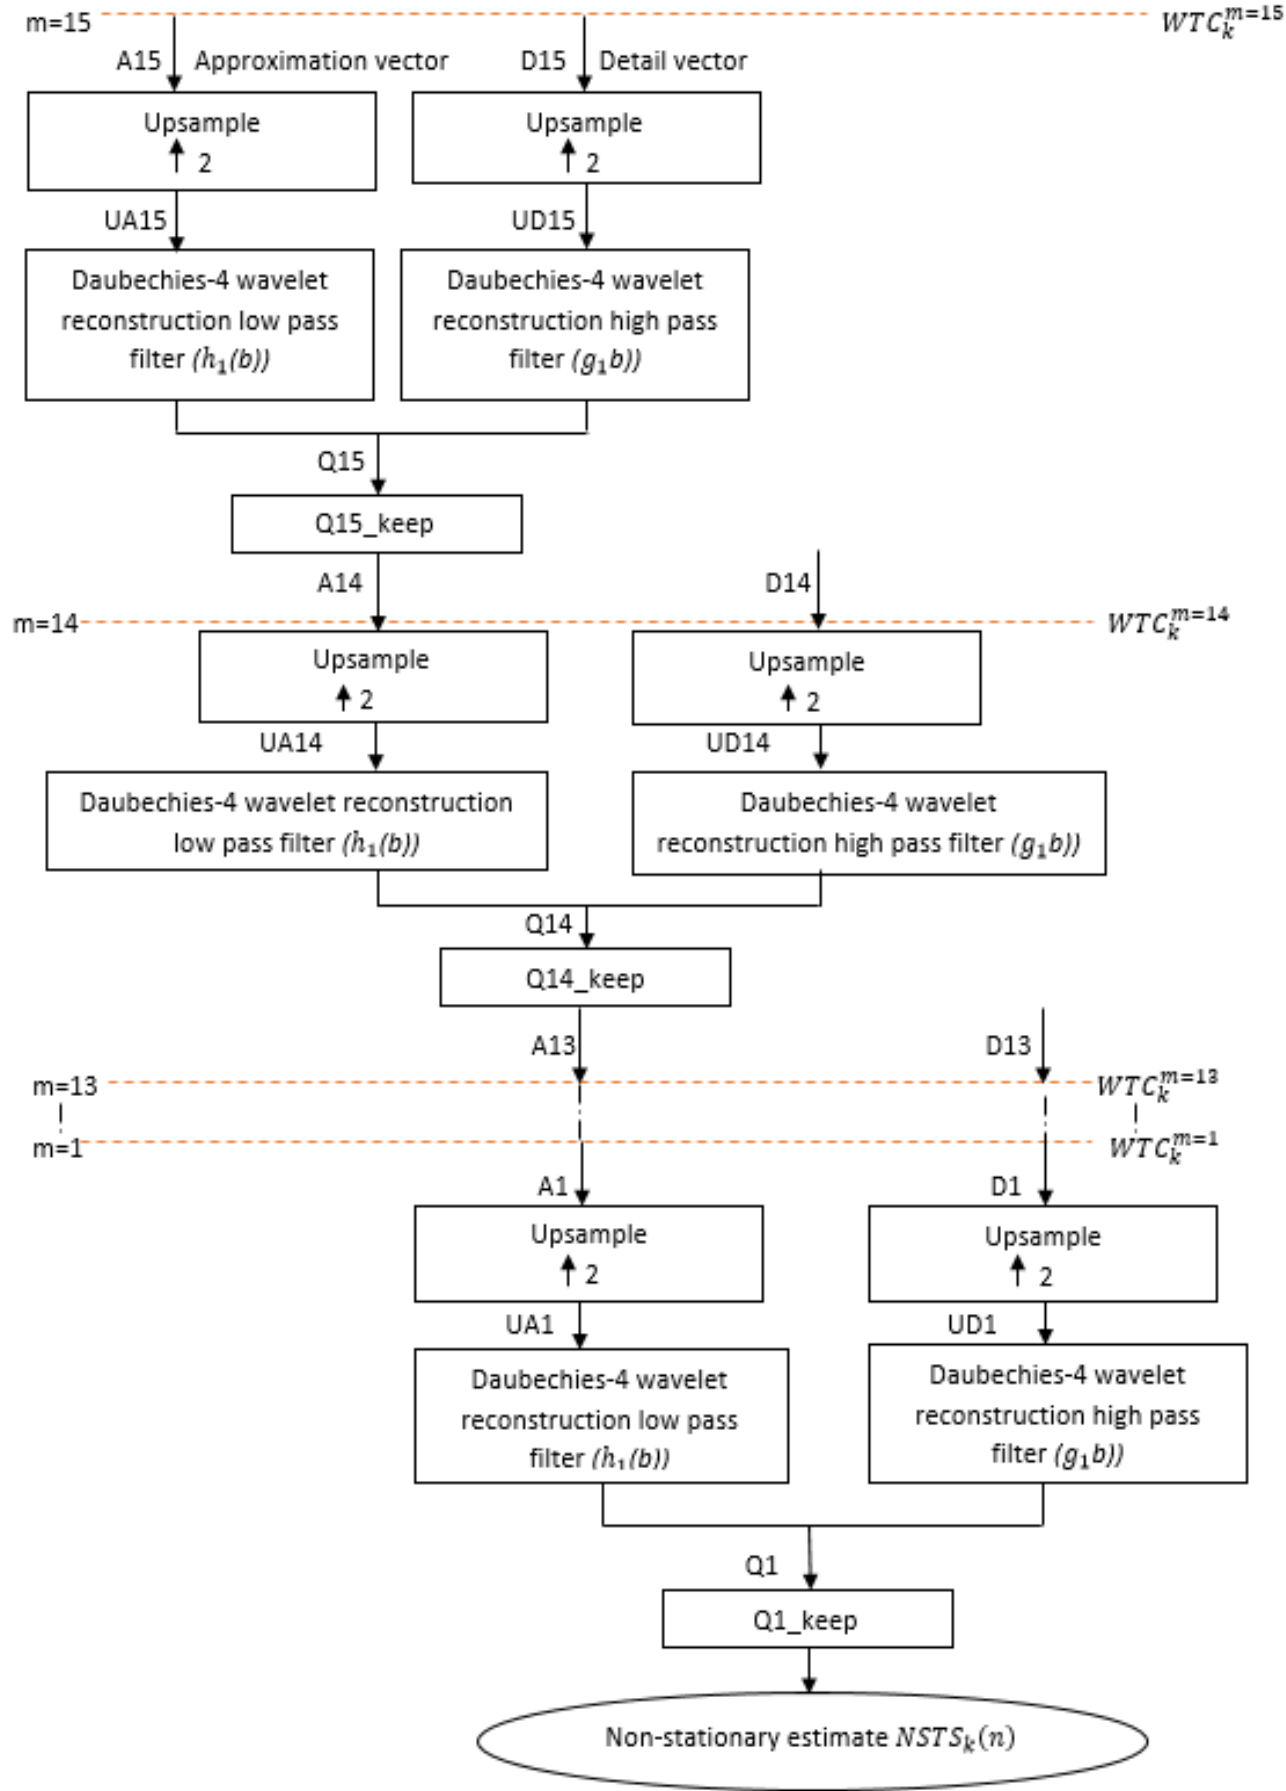 m=15
WTC_k^{m=15}
A15
Approximation vector
D15
Detail vector
Upsample
↑ 2
Upsample
↑ 2
UA15
UD15
Daubechies-4 wavelet
reconstruction low pass
filter (h₁(b))
Daubechies-4 wavelet
reconstruction high pass
filter (g₁b))
Q15
Q15_keep
A14
D14
m=14
WTC_k^{m=14}
Upsample
↑ 2
Upsample
↑ 2
UA14
UD14
Daubechies-4 wavelet reconstruction
low pass filter (h₁(b))
Daubechies-4 wavelet
reconstruction high pass filter (g₁b))
Q14
Q14_keep
A13
D13
m=13
WTC_k^{m=13}
m=1
WTC_k^{m=1}
A1
D1
Upsample
↑ 2
Upsample
↑ 2
UA1
UD1
Daubechies-4 wavelet
reconstruction low pass
filter (h₁(b))
Daubechies-4 wavelet
reconstruction high pass
filter (g₁b))
Q1
Q1_keep
Non-stationary estimate NSTS_k(n)